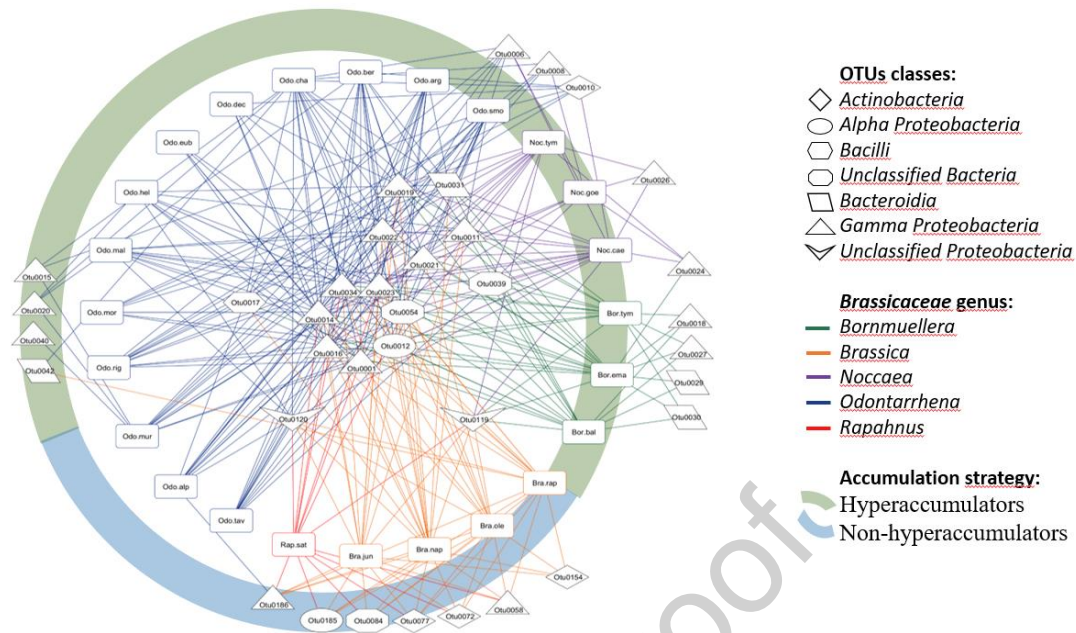 Otu0006
Otu0008
Otu0010
Odo.cha
Odo.ber
Odo.arg
Odo.smo
Odo.dec
Odo.eub
Noc.tym
Otu0026
Odo.hel
Otu0019
Otu0031
Noc.goe
Odo.mal
Otu0022
Otu0011
Noc.cae
Otu0015
Otu0021
Otu0024
Otu0034
Otu0023
Otu0039
Otu0020
Odo.mor
Otu0017
Otu0014
Otu0054
Bor.tym
Otu0018
Otu0040
Otu0016
Otu0012
Otu0027
Otu0042
Odo.rig
Otu0001
Bor.ema
Otu0029
Otu0030
Otu0120
Otu0119
Odo.mur
Bor.bal
Odo.alp
Bra.rap
Odo.tav
Bra.ole
Rap.sat
Bra.jun
Bra.nap
Otu0154
Otu0186
Otu0185
Otu0084
Otu0077
Otu0072
Otu0058
OTUs classes:
Actinobacteria
Alpha Proteobacteria
Bacilli
Unclassified Bacteria
Bacteroidia
Gamma Proteobacteria
Unclassified Proteobacteria
Brassicaceae genus:
Bornmuellera
Brassica
Noccaea
Odontarrhena
Rapahnus
Accumulation strategy:
Hyperaccumulators
Non-hyperaccumulators
oof